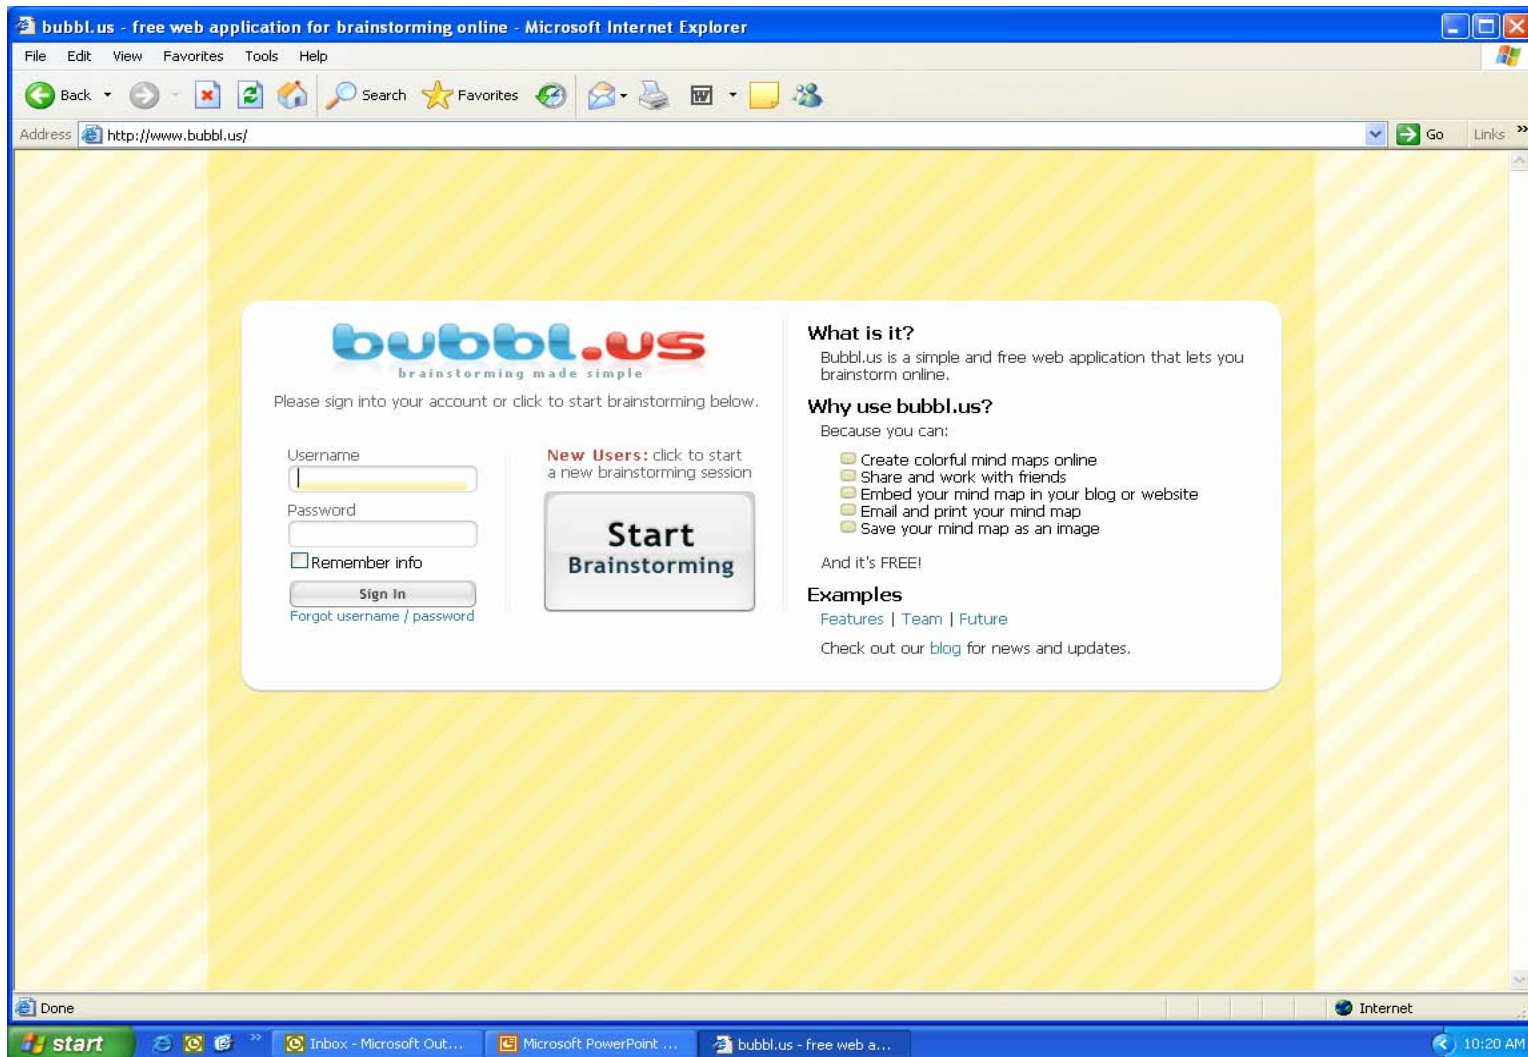 bubbl.us - free web application for brainstorming online - Microsoft Internet Explorer
File Edit View Favorites Tools Help
Back Search Favorites
Address http://www.bubbl.us/ Go Links »
bubbl.us
brainstorming made simple
Please sign into your account or click to start brainstorming below.
Username
Password
Remember info
Sign In
Forgot username / password
New Users: click to start
a new brainstorming session
Start
Brainstorming
What is it?
Bubbl.us is a simple and free web application that lets you
brainstorm online.
Why use bubbl.us?
Because you can:
Create colorful mind maps online
Share and work with friends
Embed your mind map in your blog or website
Email and print your mind map
Save your mind map as an image
And it's FREE!
Examples
Features | Team | Future
Check out our blog for news and updates.
Done Internet
start » Inbox - Microsoft Out... Microsoft PowerPoint ... bubbl.us - free web a... 10:20 AM